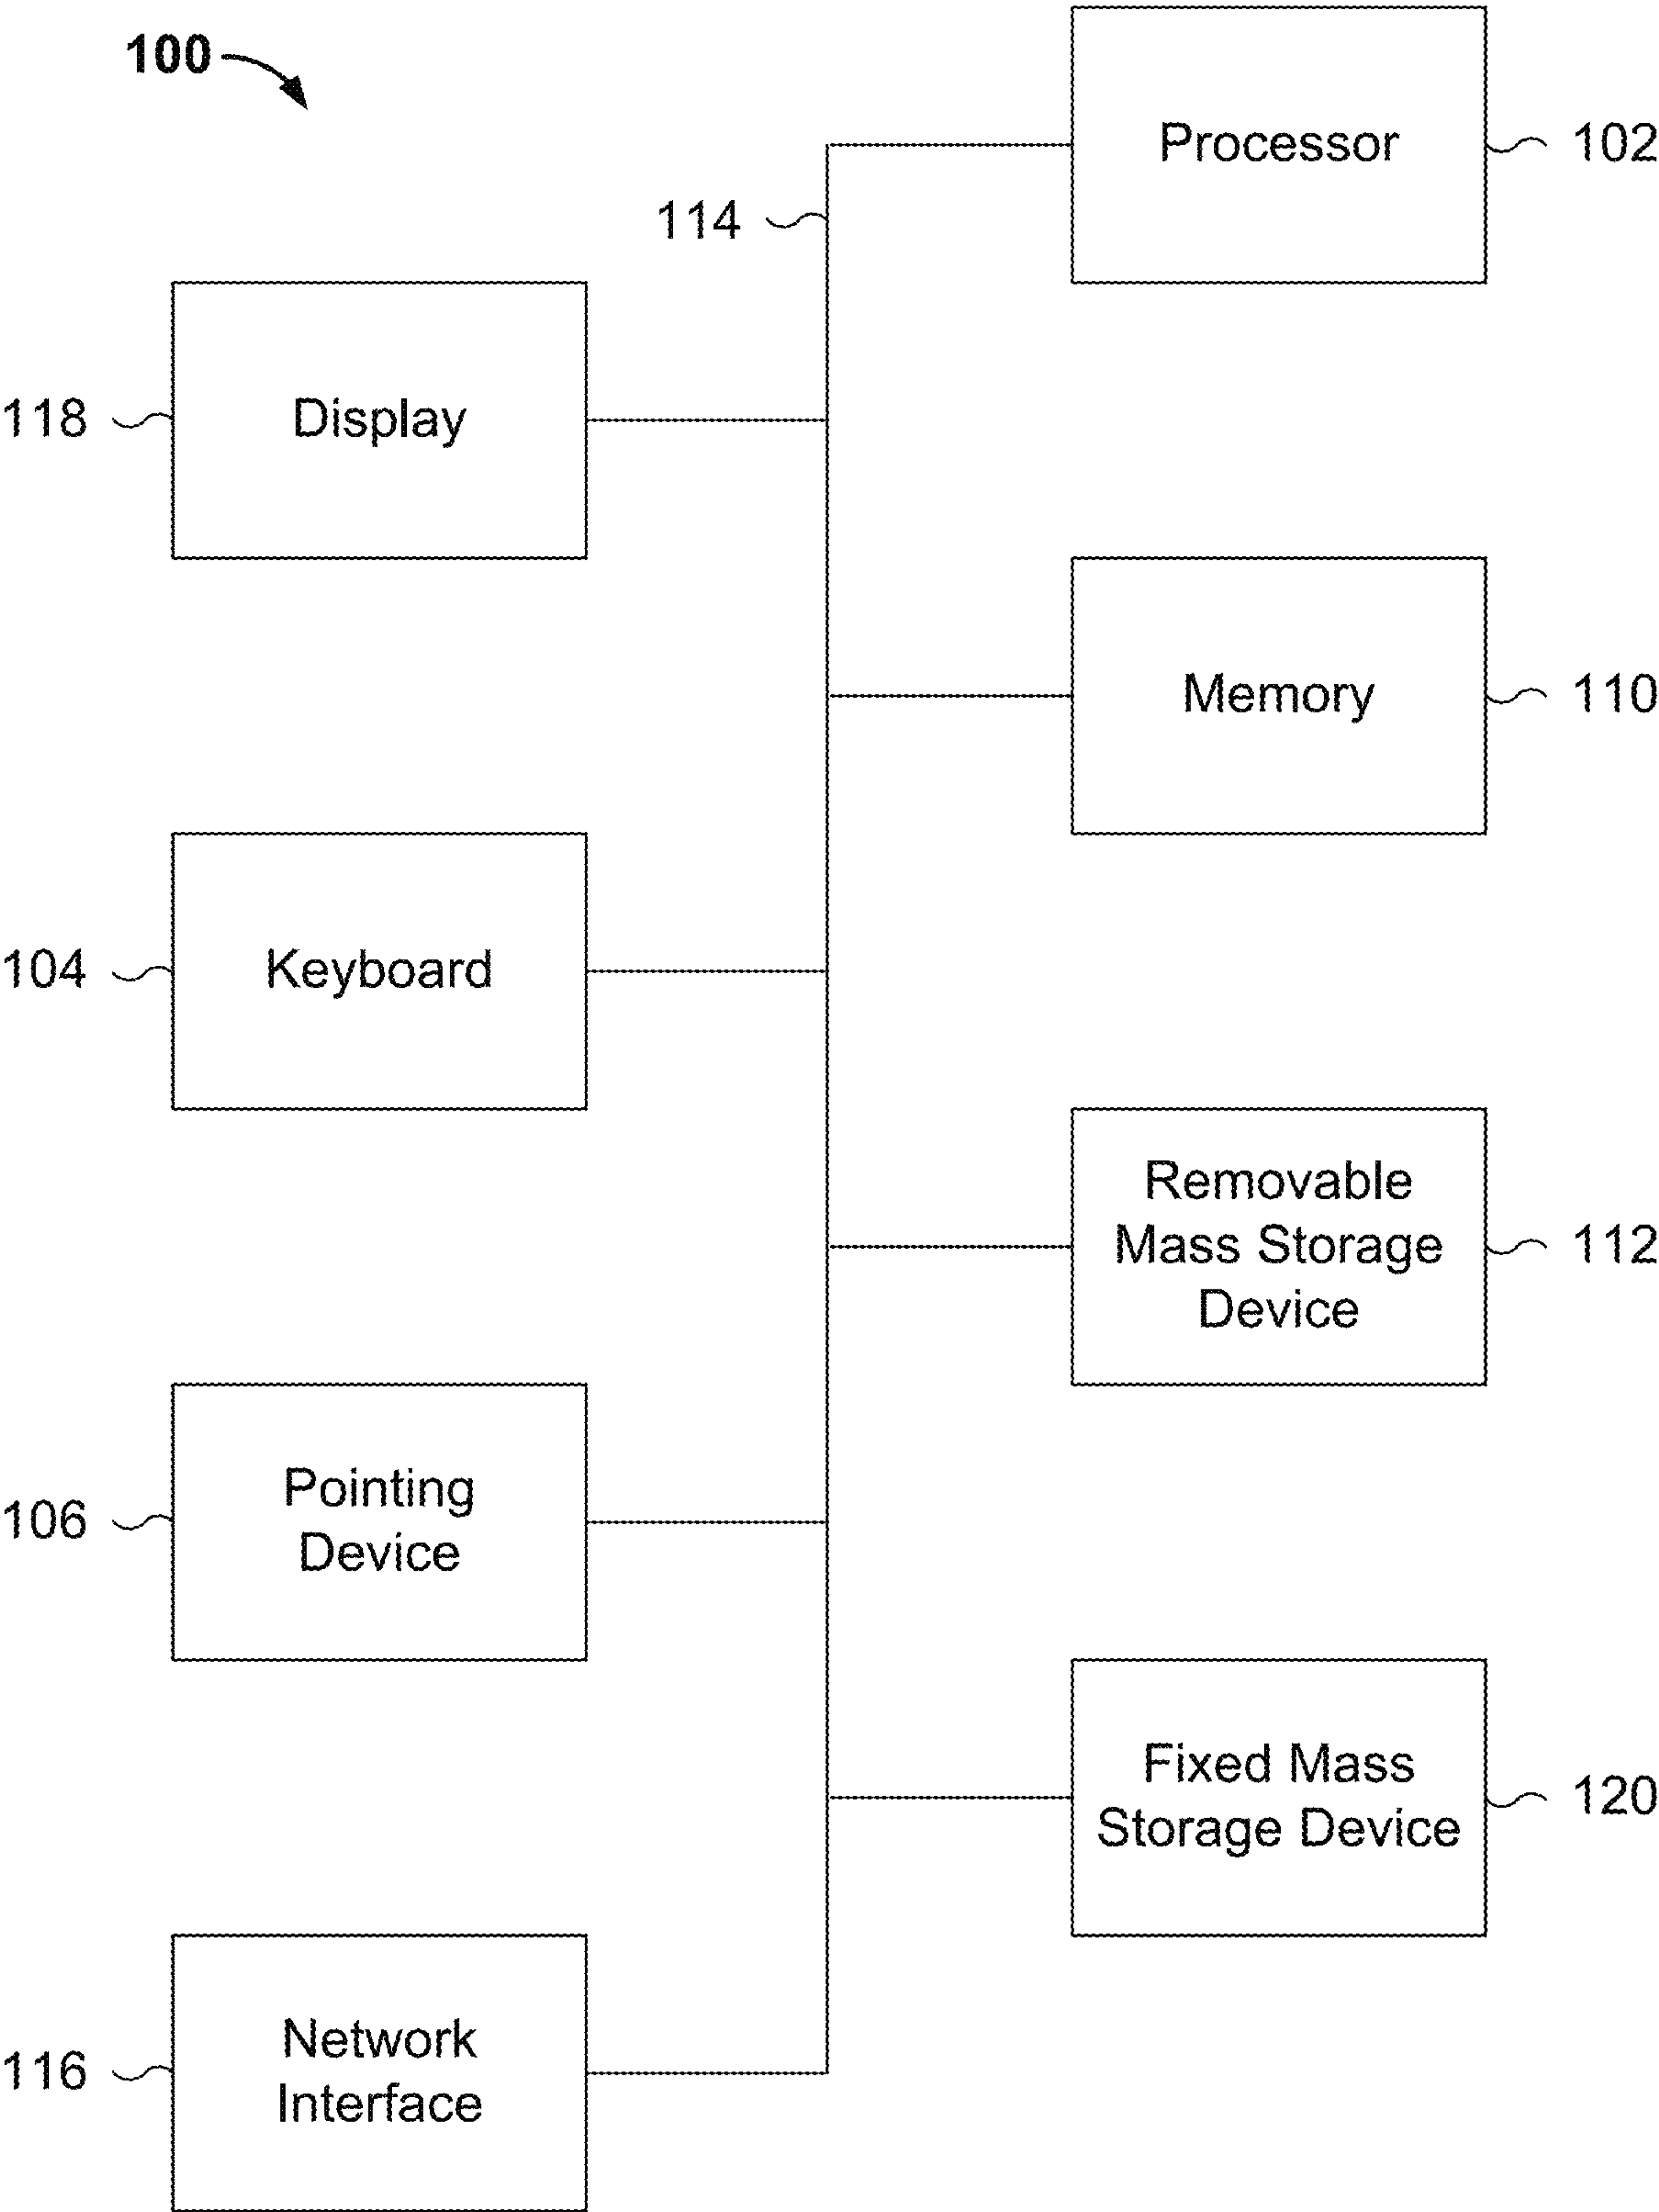 100
Processor
102
114
118
Display
Memory
110
104
Keyboard
Removable
Mass Storage
Device
112
106
Pointing
Device
Fixed Mass
Storage Device
120
116
Network
Interface